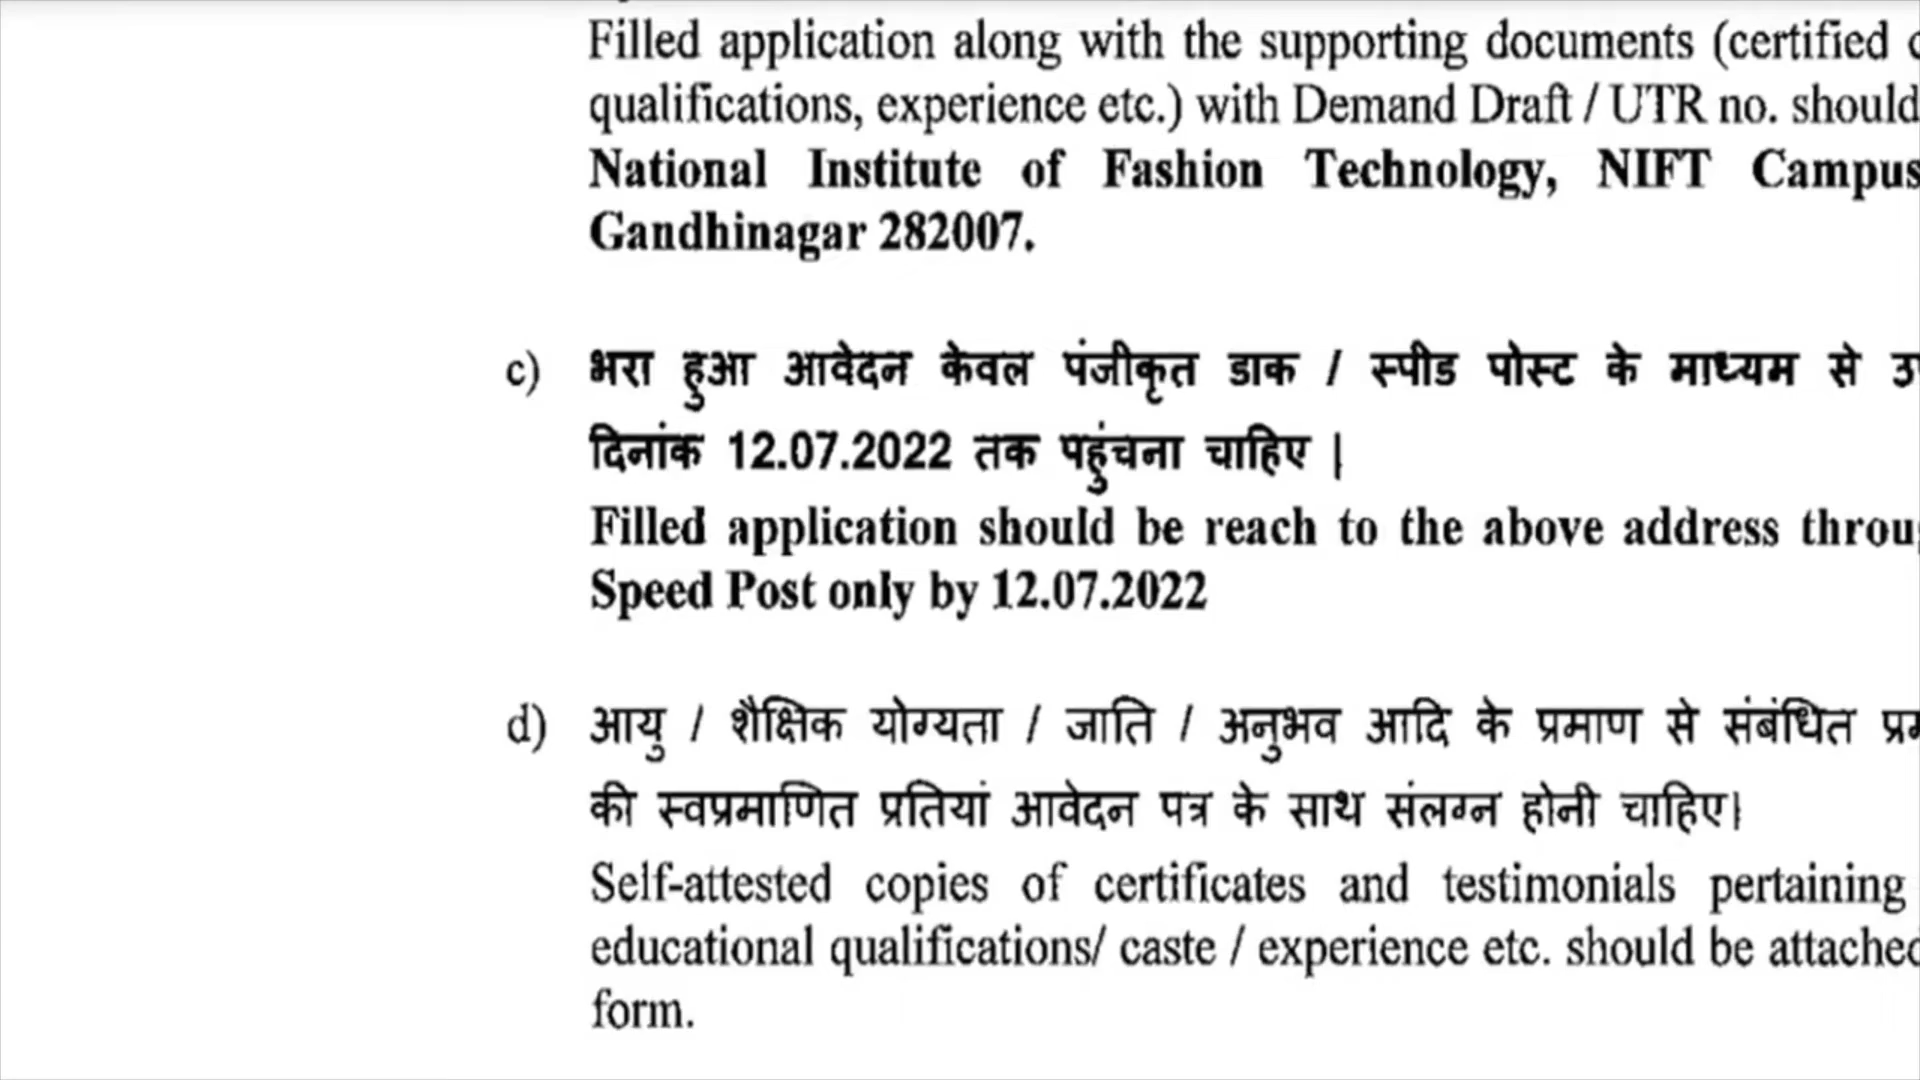 Filled application along with the supporting documents (certified
qualifications, experience etc.) with Demand Draft / UTR no. should
National Institute of Fashion Technology, NIFT Campus
Gandhinagar 282007.
c) भरा हुआ आवेदन केवल पंजीकृत डाक / स्पीड पोस्ट के माध्यम से
दिनांक 12.07.2022 तक पहुंचना चाहिए |
Filled application should be reach to the above address
Speed Post only by 12.07.2022
d) आयु / शैक्षिक योग्यता / जाति / अनुभव आदि के प्रमाण से संबंधित
की स्वप्रमाणित प्रतियां आवेदन पत्र के साथ संलग्न होनी चाहिए|
Self-attested copies of certificates and testimonials pertaining
educational qualifications/ caste / experience etc. should be
form.